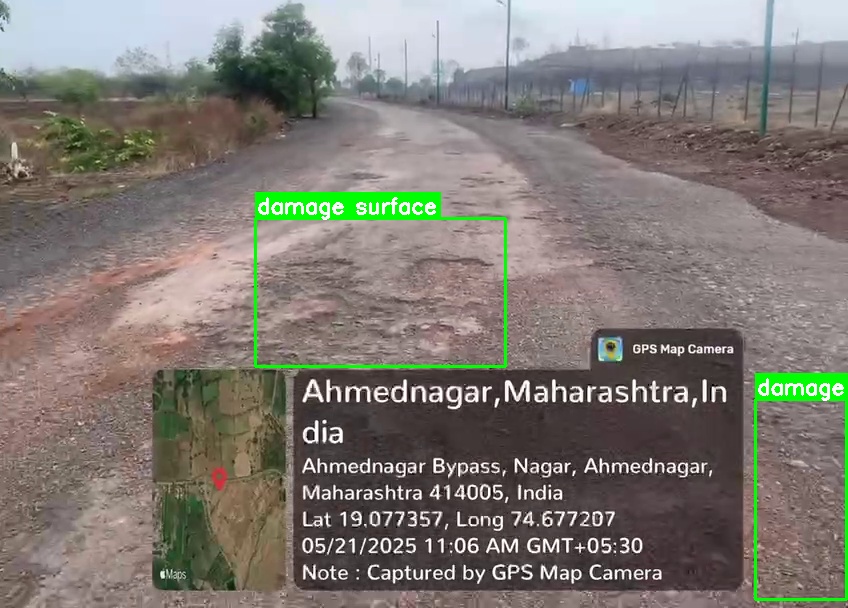 damage surface
GPS Map Camera
damage
Ahmednagar,Maharashtra,In
dia
Ahmednagar Bypass, Nagar, Ahmednagar,
Maharashtra 414005, India
Lat 19.077357, Long 74.677207
05/21/2025 11:06 AM GMT+05:30
Note : Captured by GPS Map Camera
Maps